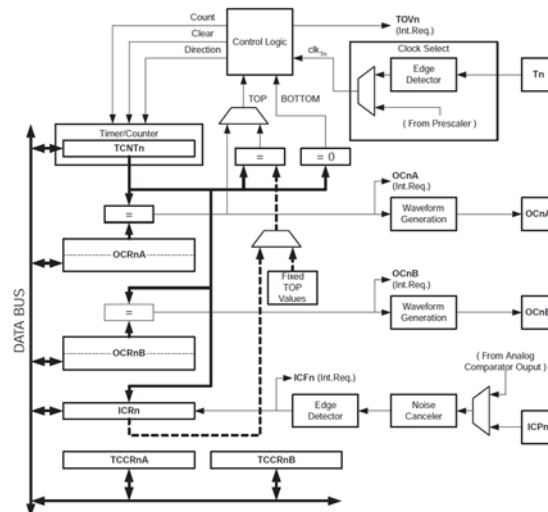 Count
Clear
Direction
Control Logic
TOVn
(Int.Req.)
clkTn
Clock Select
Edge
Detector
Tn
( From Prescaler )
TOP
BOTTOM
Timer/Counter
TCNTn
=
= 0
=
OCnA
(Int.Req.)
Waveform
Generation
OCnA
OCRnA
Fixed
TOP
Values
OCnB
(Int.Req.)
=
Waveform
Generation
OCnB
OCRnB
DATA BUS
( From Analog
Comparator Ouput )
ICFn (Int.Req.)
ICRn
Edge
Detector
Noise
Canceler
ICPn
TCCRnA
TCCRnB